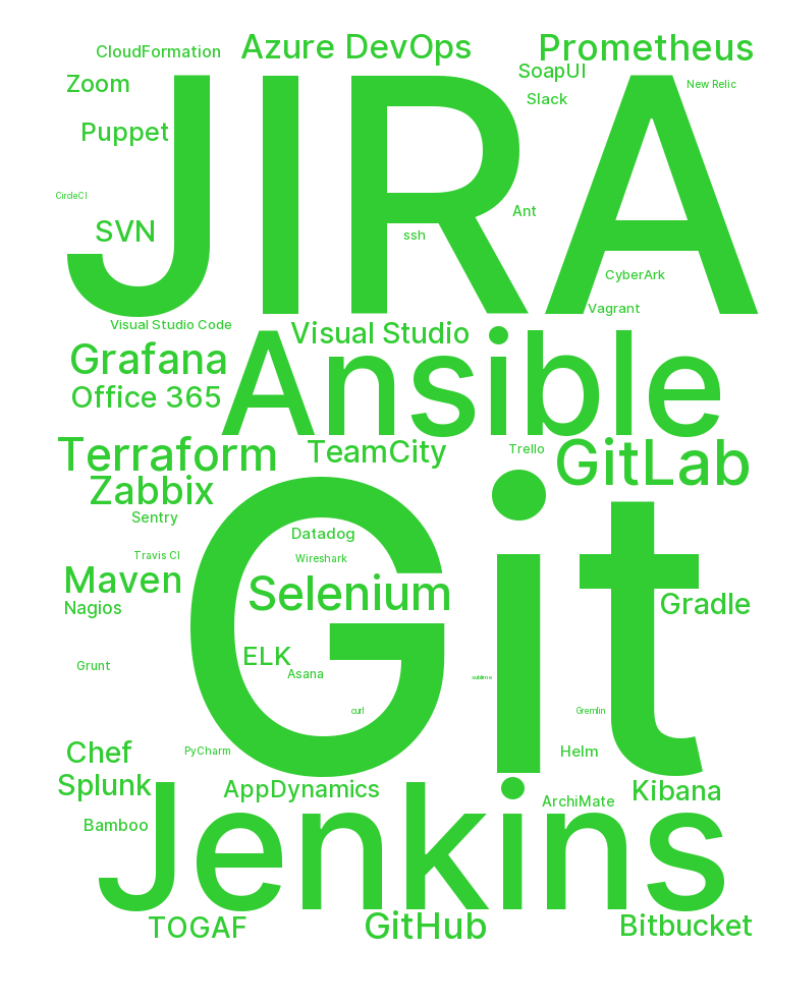 CloudFormation
Azure DevOps
Prometheus
SoapUI
Zoom
New Relic
Slack
Puppet
JIRA
CircleCI
Ant
SVN
ssh
CyberArk
Vagrant
Visual Studio Code
Visual Studio
Grafana
Ansible
Office 365
Terraform
TeamCity
Trello
GitLab
Zabbix
Sentry
Datadog
Travis CI
Wireshark
Maven
Selenium
Git
Nagios
Gradle
ELK
Grunt
Asana
sublime
curl
Gremlin
Chef
PyCharm
Helm
Splunk
AppDynamics
Kibana
ArchiMate
Bamboo
Jenkins
TOGAF
GitHub
Bitbucket